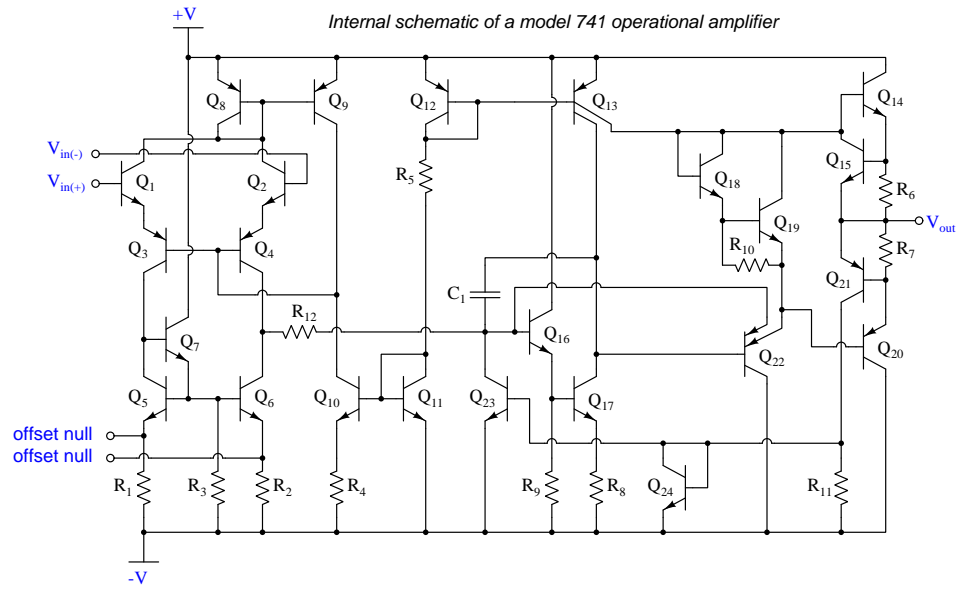 Internal schematic of a model 741 operational amplifier
+V
Q8
Q9
Q12
Q13
Q14
Vin(-)
Vin(+)
Q1
Q2
R5
Q18
Q15
R6
Q19
Vout
Q3
Q4
R10
R7
C1
Q21
R12
Q7
Q16
Q22
Q20
Q5
Q6
Q10
Q11
Q23
Q17
offset null
offset null
R1
R3
R2
R4
R9
R8
Q24
R11
-V